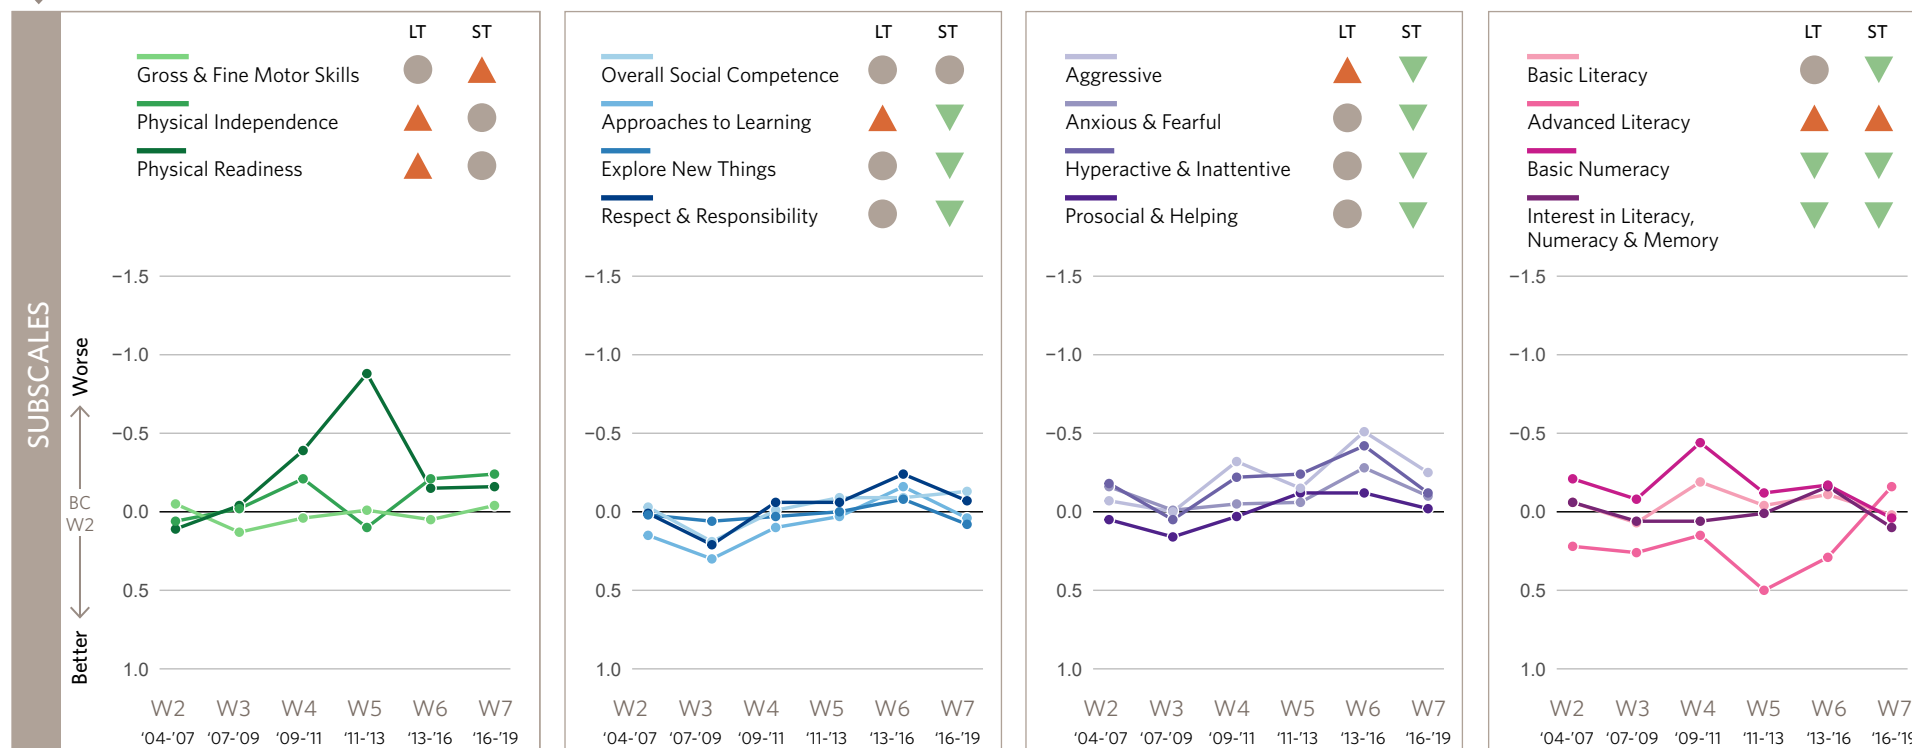 SUBSCALES
Worse
BC
W2
Better
LT ST
Gross & Fine Motor Skills
Physical Independence
Physical Readiness
−1.5
−1.0
−0.5
0.0
0.5
1.0
W2 W3 W4 W5 W6 W7
‘04-‘07 ‘07-‘09 ‘09-‘11 ‘11-‘13 ‘13-‘16 ‘16-‘19
LT ST
Overall Social Competence
Approaches to Learning
Explore New Things
Respect & Responsibility
−1.5
−1.0
−0.5
0.0
0.5
1.0
W2 W3 W4 W5 W6 W7
‘04-‘07 ‘07-‘09 ‘09-‘11 ‘11-‘13 ‘13-‘16 ‘16-‘19
LT ST
Aggressive
Anxious & Fearful
Hyperactive & Inattentive
Prosocial & Helping
−1.5
−1.0
−0.5
0.0
0.5
1.0
W2 W3 W4 W5 W6 W7
‘04-‘07 ‘07-‘09 ‘09-‘11 ‘11-‘13 ‘13-‘16 ‘16-‘19
LT ST
Basic Literacy
Advanced Literacy
Basic Numeracy
Interest in Literacy,
Numeracy & Memory
−1.5
−1.0
−0.5
0.0
0.5
1.0
W2 W3 W4 W5 W6 W7
‘04-‘07 ‘07-‘09 ‘09-‘11 ‘11-‘13 ‘13-‘16 ‘16-‘19